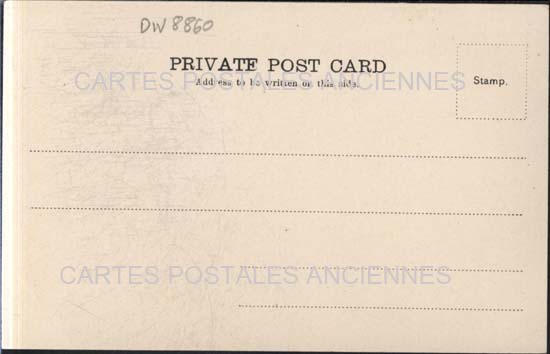 DW 8860
PRIVATE POST CARD
CARTES POSTALES ANCIENNES
Address to be written on this side.
Stamp.
CARTES POSTALES ANCIENNES